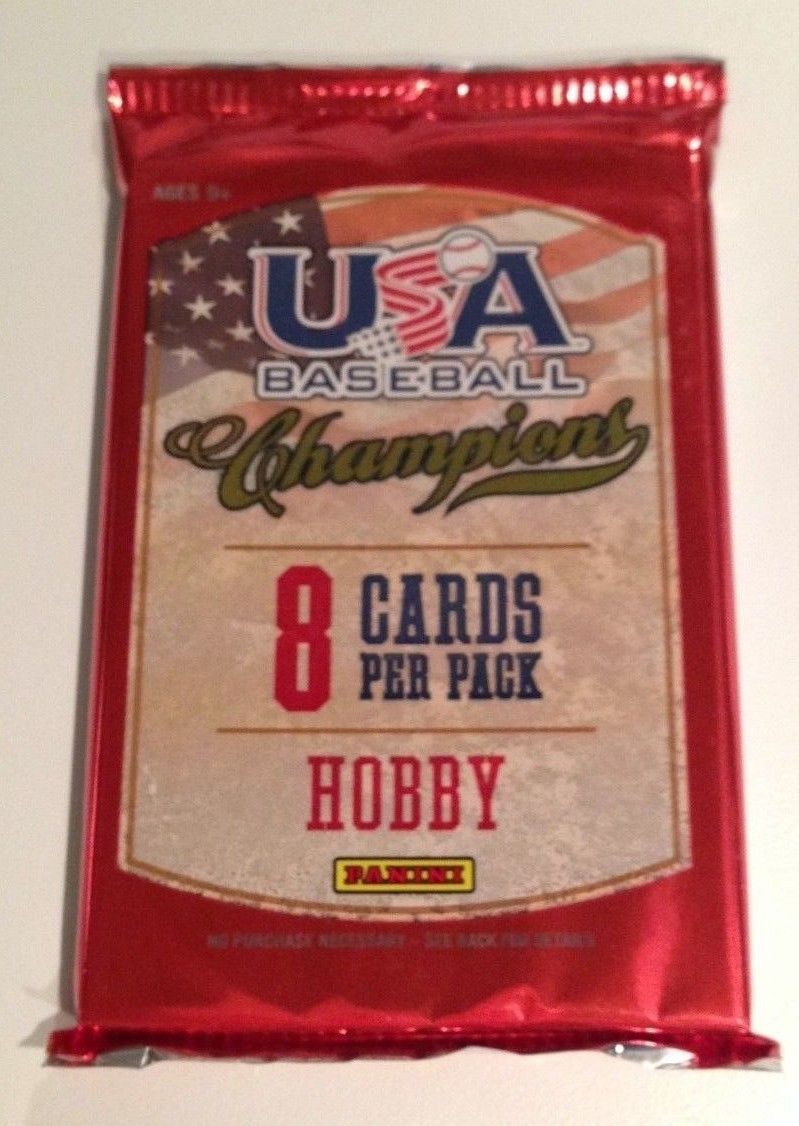 AGES 9+
USA
BASEBALL
Champions
8 CARDS
PER PACK
HOBBY
PANINI
NO PURCHASE NECESSARY - SEE BACK FOR DETAILS